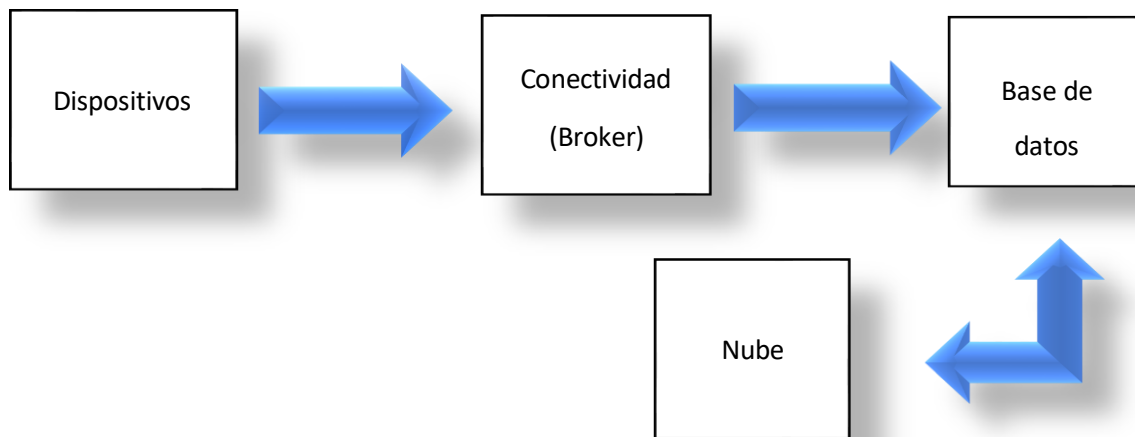 Dispositivos
Conectividad
(Broker)
Base de
datos
Nube